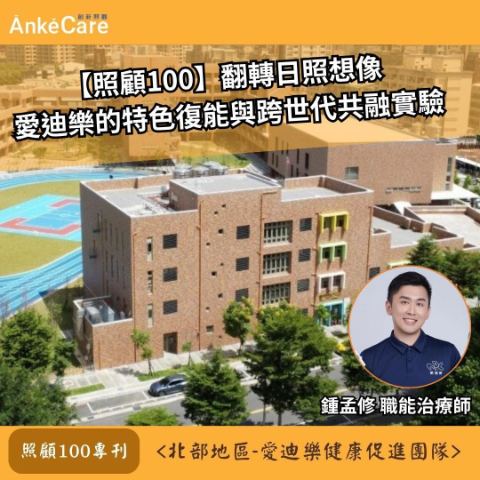 ÀnkéCare
創新照顧
【照顧100】翻轉日照想像
愛迪樂的特色復能與跨世代共融實驗
鍾孟修 職能治療師
照顧100專刊
<北部地區-愛迪樂健康促進團隊>